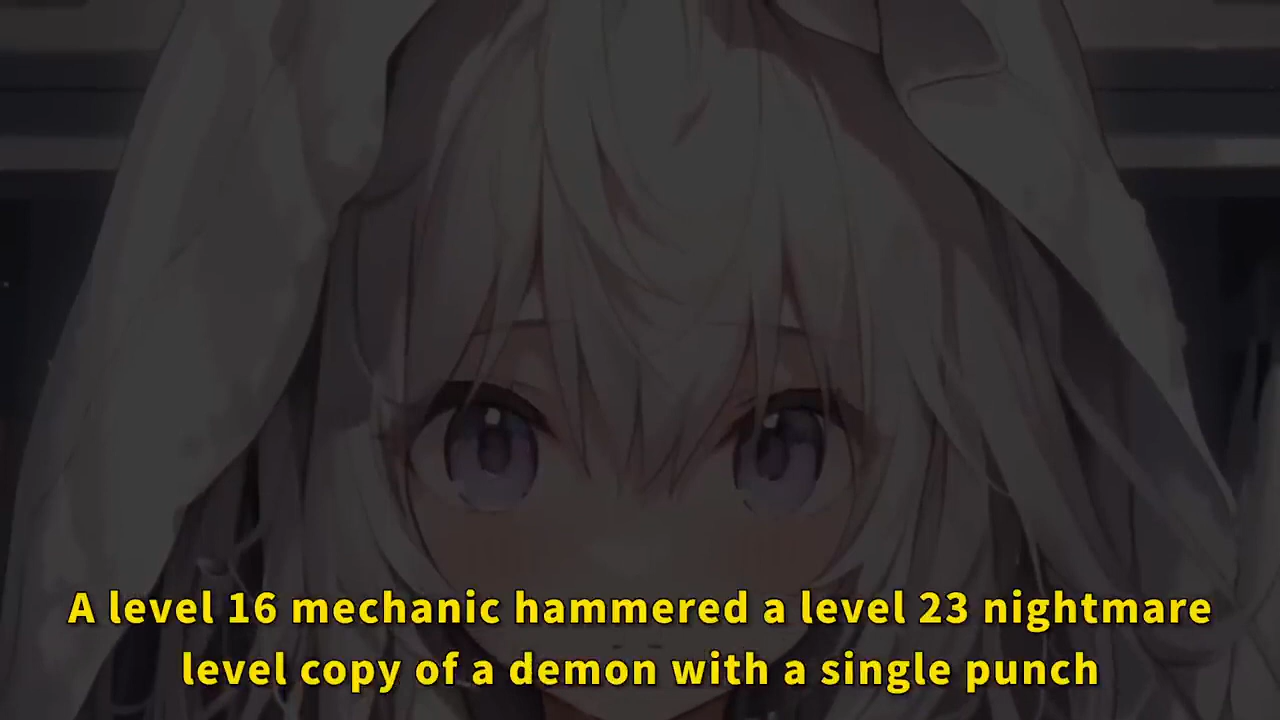 A level 16 mechanic hammered a level 23 nightmare
level copy of a demon with a single punch